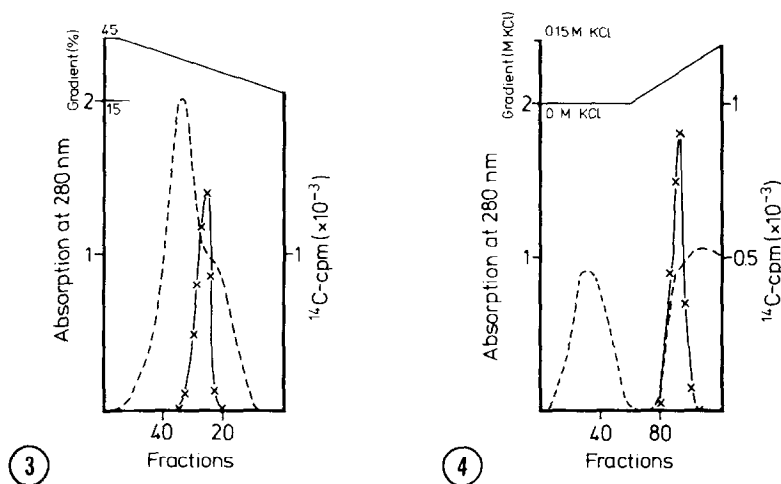 45
Gradient (%)
15
2
1
Absorption at 280 nm
1
¹⁴C-cpm (×10⁻³)
40 20
Fractions
3
015 M KCl
Gradient (M KCl)
0 M KCl
2
1
Absorption at 280 nm
1
0.5
¹⁴C-cpm (×10⁻³)
40 80
Fractions
4